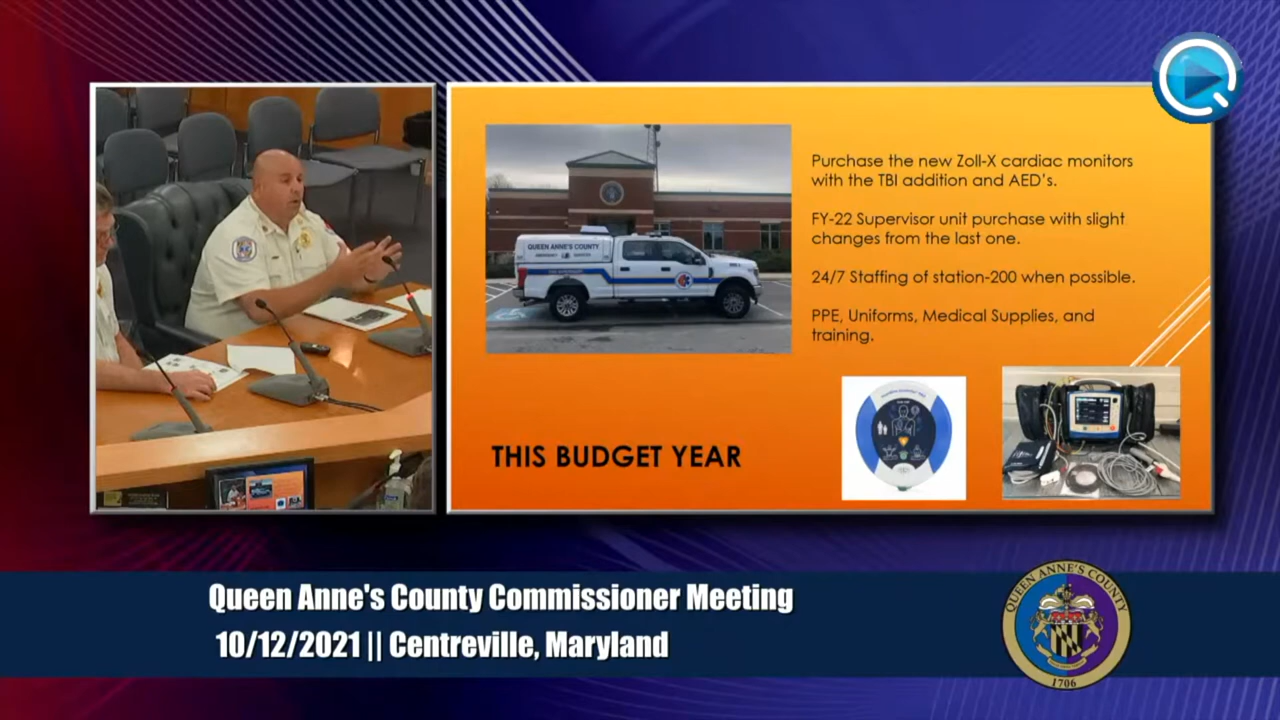 Purchase the new Zoll-X cardiac monitors
with the TBI addition and AED's.
FY-22 Supervisor unit purchase with slight
changes from the last one.
24/7 Staffing of station-200 when possible.
PPE, Uniforms, Medical Supplies, and
training.
QUEEN ANNE'S COUNTY
EMERGENCY SERVICES
THIS BUDGET YEAR
Queen Anne's County Commissioner Meeting
10/12/2021 || Centreville, Maryland
QUEEN ANNE'S COUNTY
1706